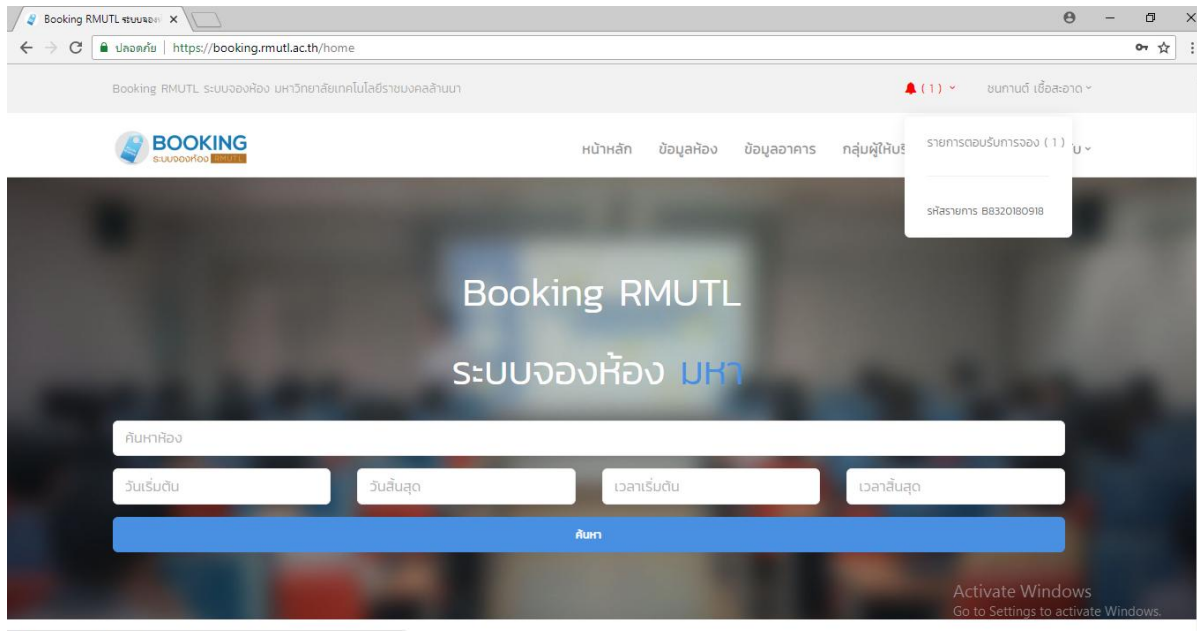 Booking RMUTL ระบบจอง
ปลอดภัย | https://booking.rmutl.ac.th/home
Booking RMUTL ระบบจองห้อง มหาวิทยาลัยเทคโนโลยีราชมงคลล้านนา
( 1 )
ชนกานต์ เชื้อสะอาด
BOOKING
ระบบจองห้อง RMUTL
หน้าหลัก ข้อมูลห้อง ข้อมูลอาคาร กลุ่มผู้ให้บริ
รายการตอบรับการจอง ( 1 )
รหัสรายการ B8320180918
Booking RMUTL
ระบบจองห้อง มหา
ค้นหาห้อง
วันเริ่มต้น วันสิ้นสุด เวลาเริ่มต้น เวลาสิ้นสุด
ค้นหา
Activate Windows
Go to Settings to activate Windows.